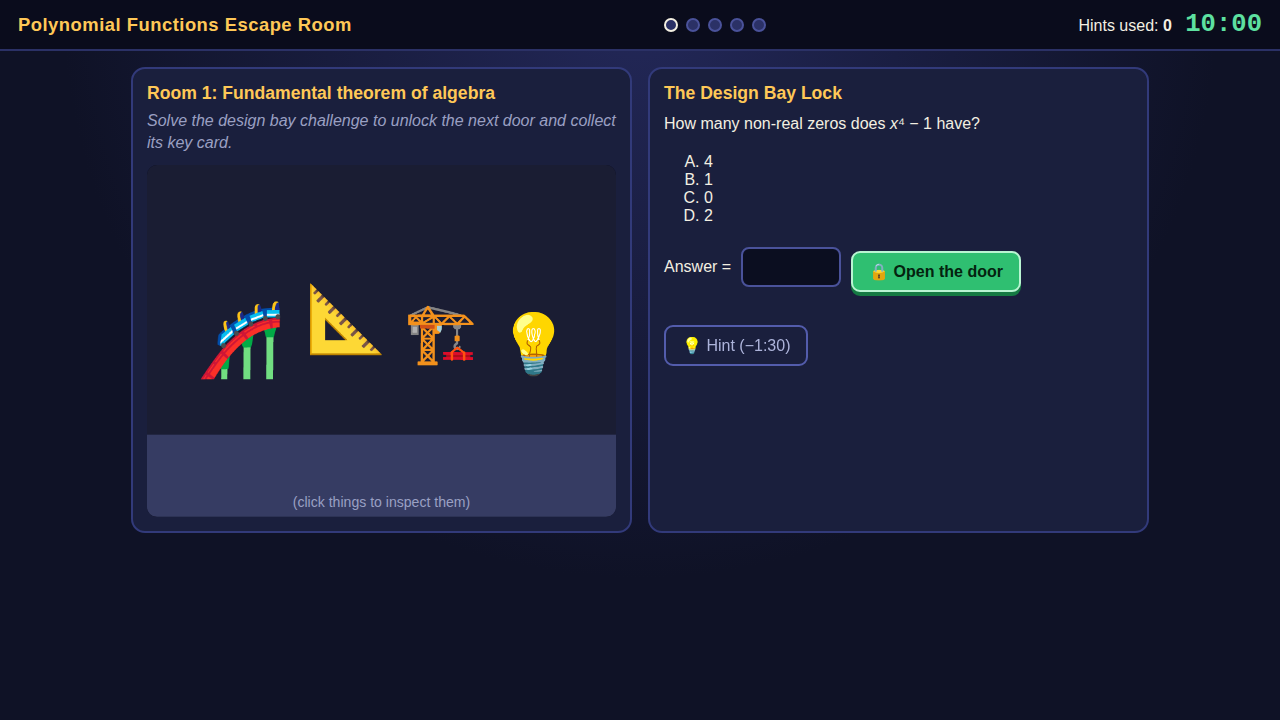 Polynomial Functions Escape Room
Hints used: 0 10:00
Room 1: Fundamental theorem of algebra
Solve the design bay challenge to unlock the next door and collect
its key card.
(click things to inspect them)
The Design Bay Lock
How many non-real zeros does x⁴ − 1 have?
A. 4
B. 1
C. 0
D. 2
Answer =
🔒 Open the door
💡 Hint (−1:30)